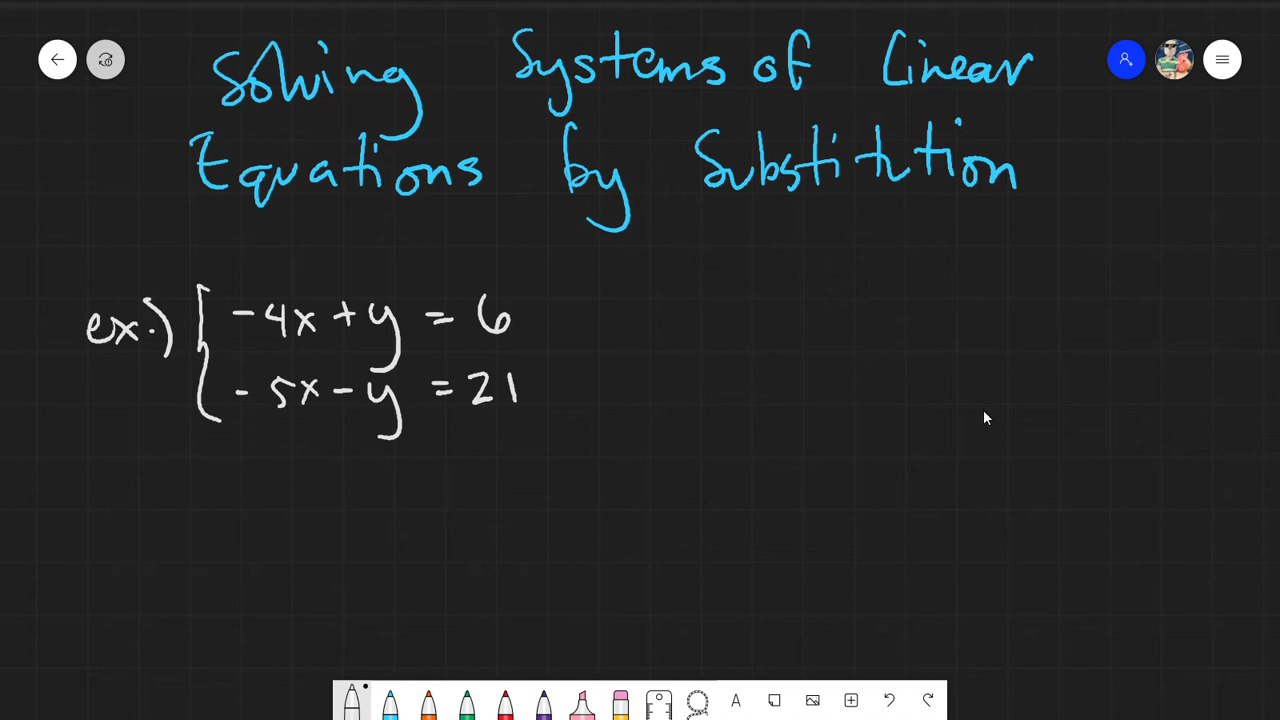 Solving Systems of Linear
Equations by Substitution
ex.) { -4x + y = 6
-5x - y = 21
A